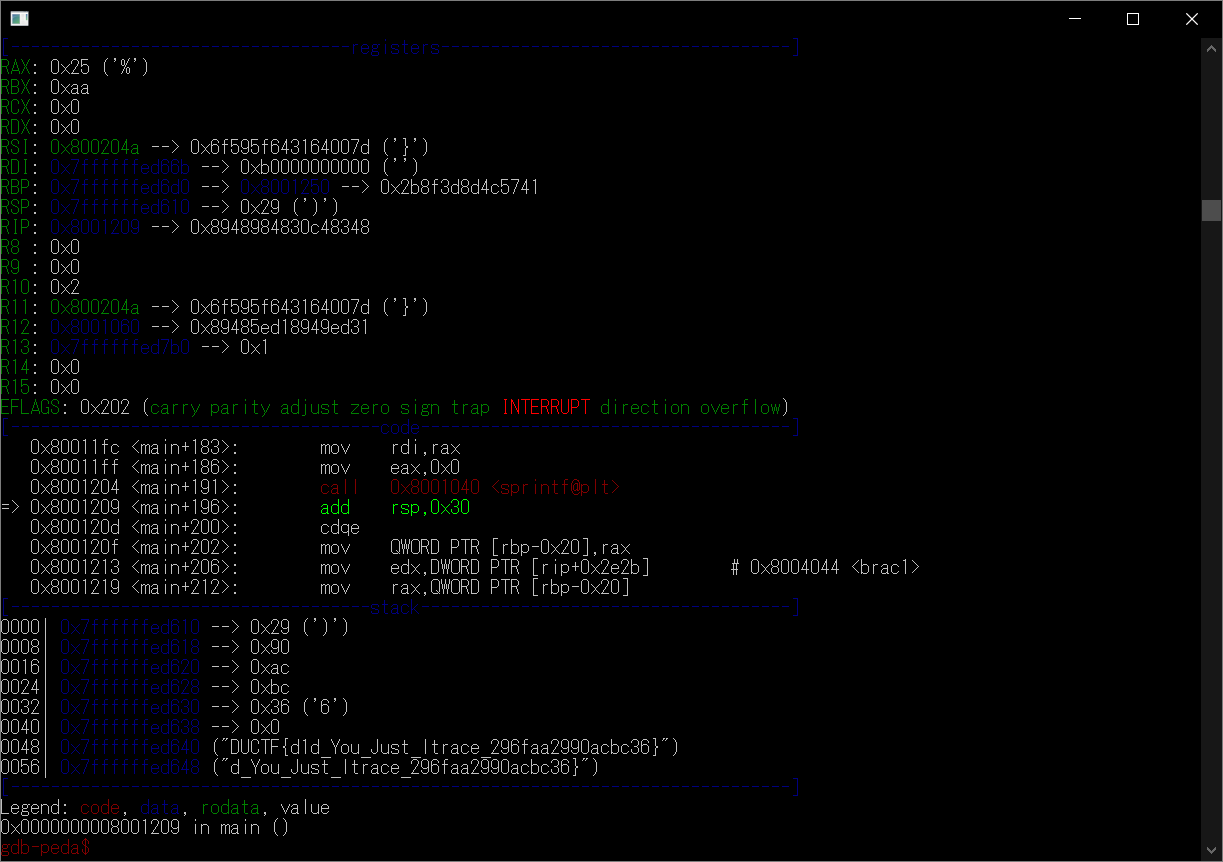 [----------------------------------registers-----------------------------------]
RAX: 0x25 ('%')
RBX: 0xaa
RCX: 0x0
RDX: 0x0
RSI: 0x800204a --> 0x6f595f643164007d ('}')
RDI: 0x7ffffffed66b --> 0xb0000000000 ('')
RBP: 0x7ffffffed6d0 --> 0x8001250 --> 0x2b8f3d8d4c5741
RSP: 0x7ffffffed610 --> 0x29 (')')
RIP: 0x8001209 --> 0x8948984830c48348
R8 : 0x0
R9 : 0x0
R10: 0x2
R11: 0x800204a --> 0x6f595f643164007d ('}')
R12: 0x8001060 --> 0x89485ed18949ed31
R13: 0x7ffffffed7b0 --> 0x1
R14: 0x0
R15: 0x0
EFLAGS: 0x202 (carry parity adjust zero sign trap INTERRUPT direction overflow)
[-------------------------------------code-------------------------------------]
0x80011fc <main+183>: mov rdi,rax
0x80011ff <main+186>: mov eax,0x0
0x8001204 <main+191>: call 0x8001040 <sprintf@plt>
=> 0x8001209 <main+196>: add rsp,0x30
0x800120d <main+200>: cdqe
0x800120f <main+202>: mov QWORD PTR [rbp-0x20],rax
0x8001213 <main+206>: mov edx,DWORD PTR [rip+0x2e2b] # 0x8004044 <brac1>
0x8001219 <main+212>: mov rax,QWORD PTR [rbp-0x20]
[------------------------------------stack-------------------------------------]
0000| 0x7ffffffed610 --> 0x29 (')')
0008| 0x7ffffffed618 --> 0x90
0016| 0x7ffffffed620 --> 0xac
0024| 0x7ffffffed628 --> 0xbc
0032| 0x7ffffffed630 --> 0x36 ('6')
0040| 0x7ffffffed638 --> 0x0
0048| 0x7ffffffed640 ("DUCTF{d1d_You_Just_ltrace_296faa2990acbc36}")
0056| 0x7ffffffed648 ("d_You_Just_ltrace_296faa2990acbc36}")
[------------------------------------------------------------------------------]
Legend: code, data, rodata, value
0x0000000008001209 in main ()
gdb-peda$